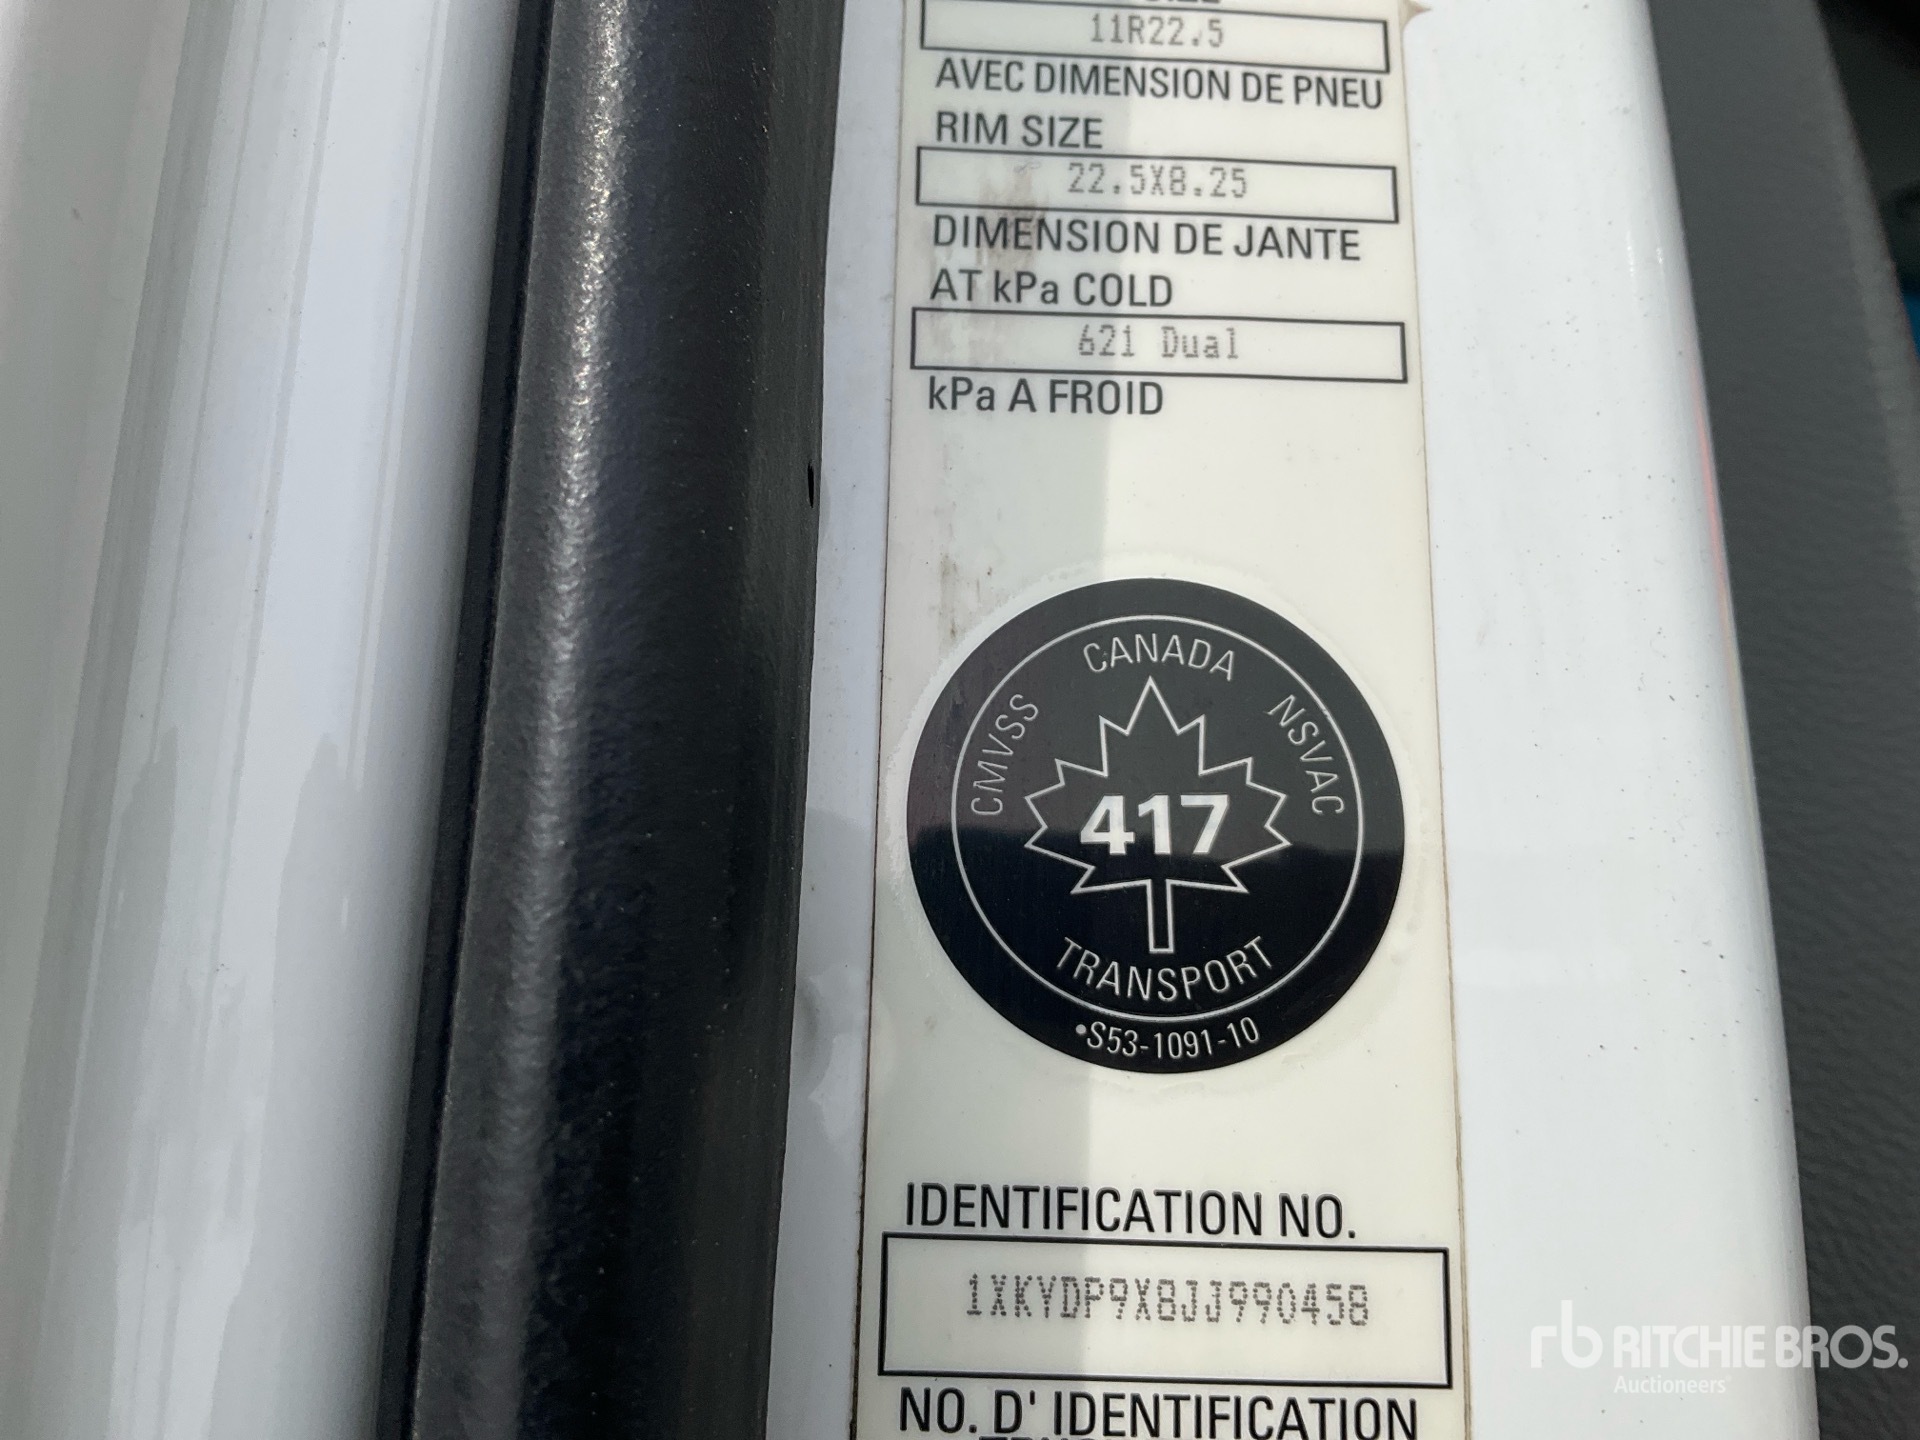 11R22.5
AVEC DIMENSION DE PNEU
RIM SIZE
22.5X8.25
DIMENSION DE JANTE
AT kPa COLD
621 Dual
kPa A FROID
CANADA
CMVSS
NSVAC
417
TRANSPORT
•S53-1091-10
IDENTIFICATION NO.
1XKYDP9X8JJ990458
NO. D' IDENTIFICATION
rb RITCHIE BROS.
Auctioneers